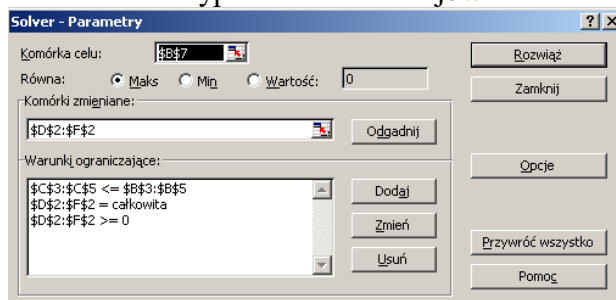 Solver - Parametry
Komórka celu: $B$7 Rozwiąż
Równa: Maks Min Wartość: 0 Zamknij
Komórki zmieniane:
$D$2:$F$2 Odgadnij
Warunki ograniczające: Opcje
$C$3:$C$5 <= $B$3:$B$5 Dodaj
$D$2:$F$2 = całkowita
$D$2:$F$2 >= 0 Zmień
Przywróć wszystko
Usuń
Pomoc